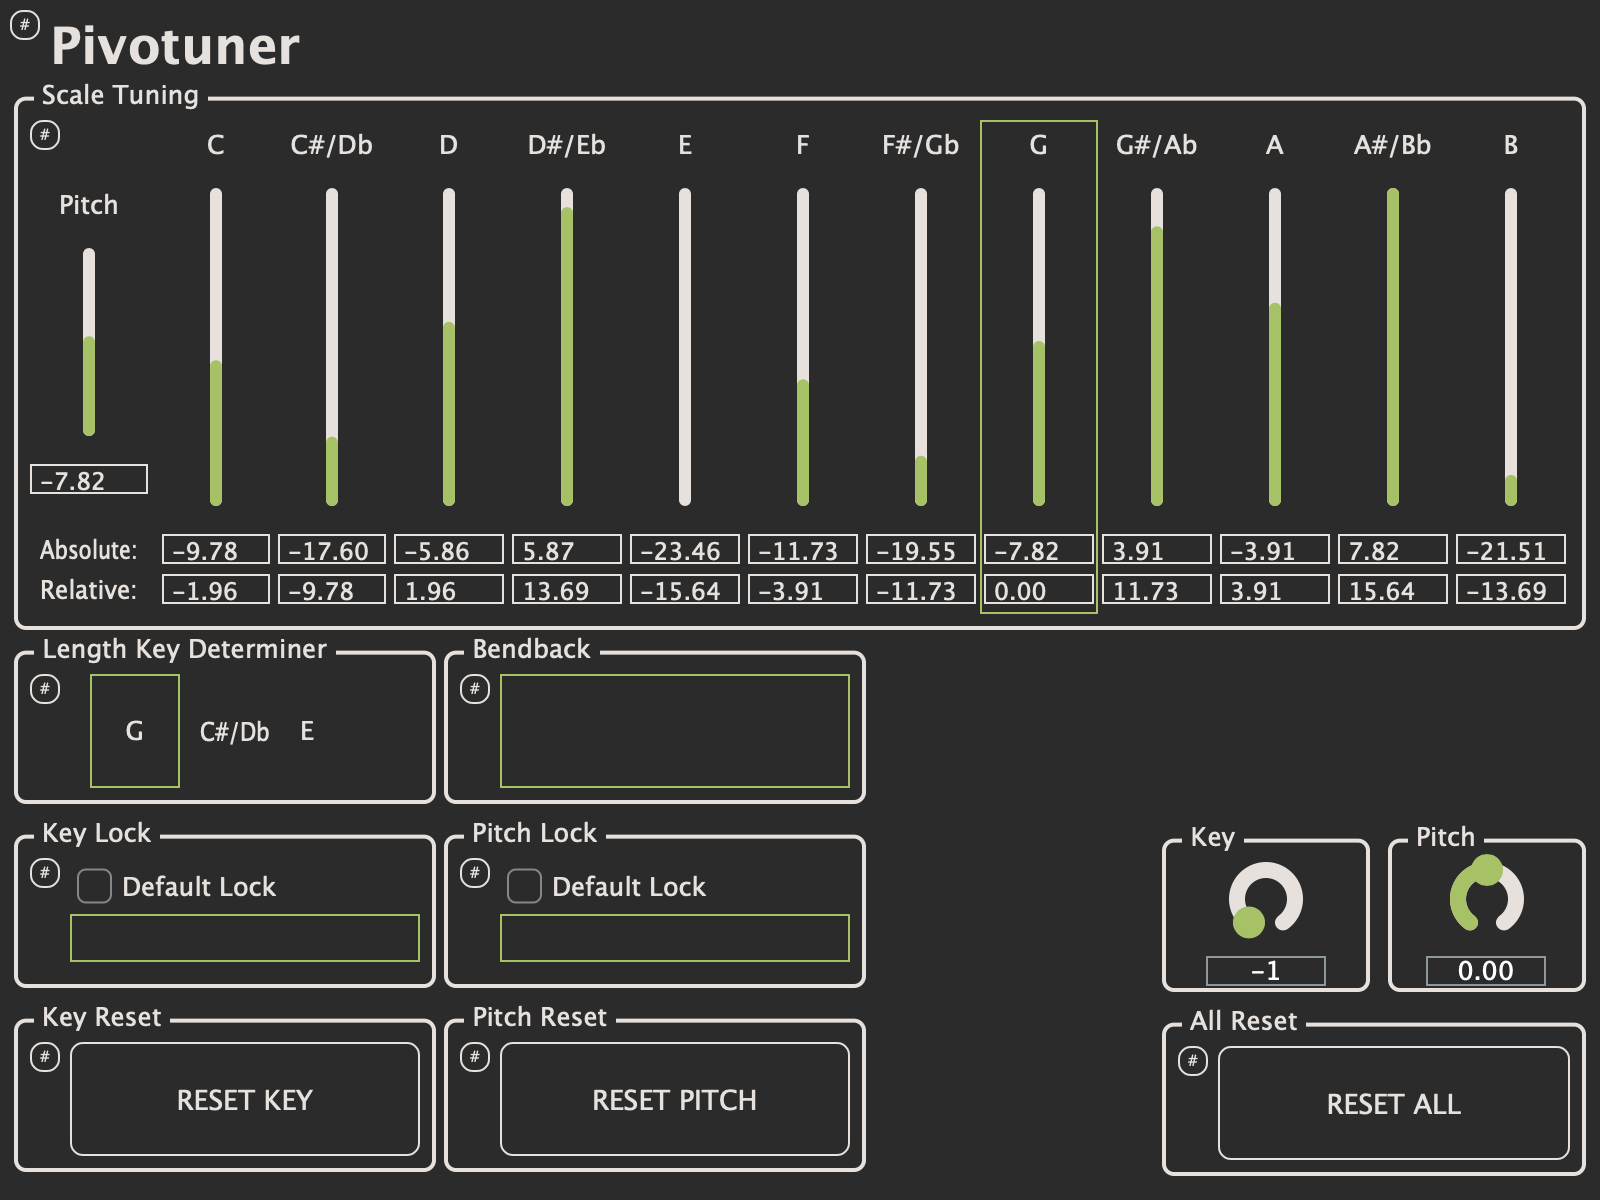 #
Pivotuner
Scale Tuning
#
C C#/Db D D#/Eb E F F#/Gb G G#/Ab A A#/Bb B
Pitch
-7.82
Absolute: -9.78 -17.60 -5.86 5.87 -23.46 -11.73 -19.55 -7.82 3.91 -3.91 7.82 -21.51
Relative: -1.96 -9.78 1.96 13.69 -15.64 -3.91 -11.73 0.00 11.73 3.91 15.64 -13.69
Length Key Determiner
#
G C#/Db E
Bendback
#
Key Lock
#
Default Lock
Pitch Lock
#
Default Lock
Key
-1
Pitch
0.00
Key Reset
#
RESET KEY
Pitch Reset
#
RESET PITCH
All Reset
#
RESET ALL